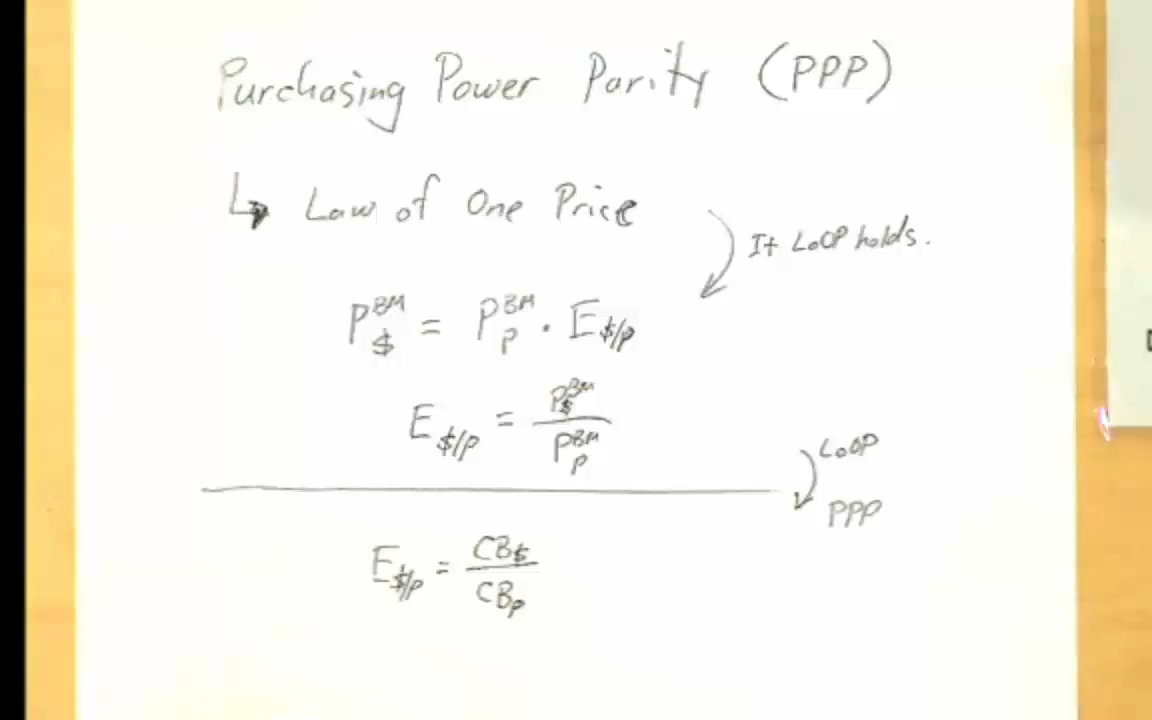 Purchasing Power Parity (PPP)
↳ Law of One Price
If LOOP holds.
P$^BM = Pp^BM · E$/p
E$/p = P$^BM / Pp^BM
LOOP
PPP
E$/p = CB$ / CBp